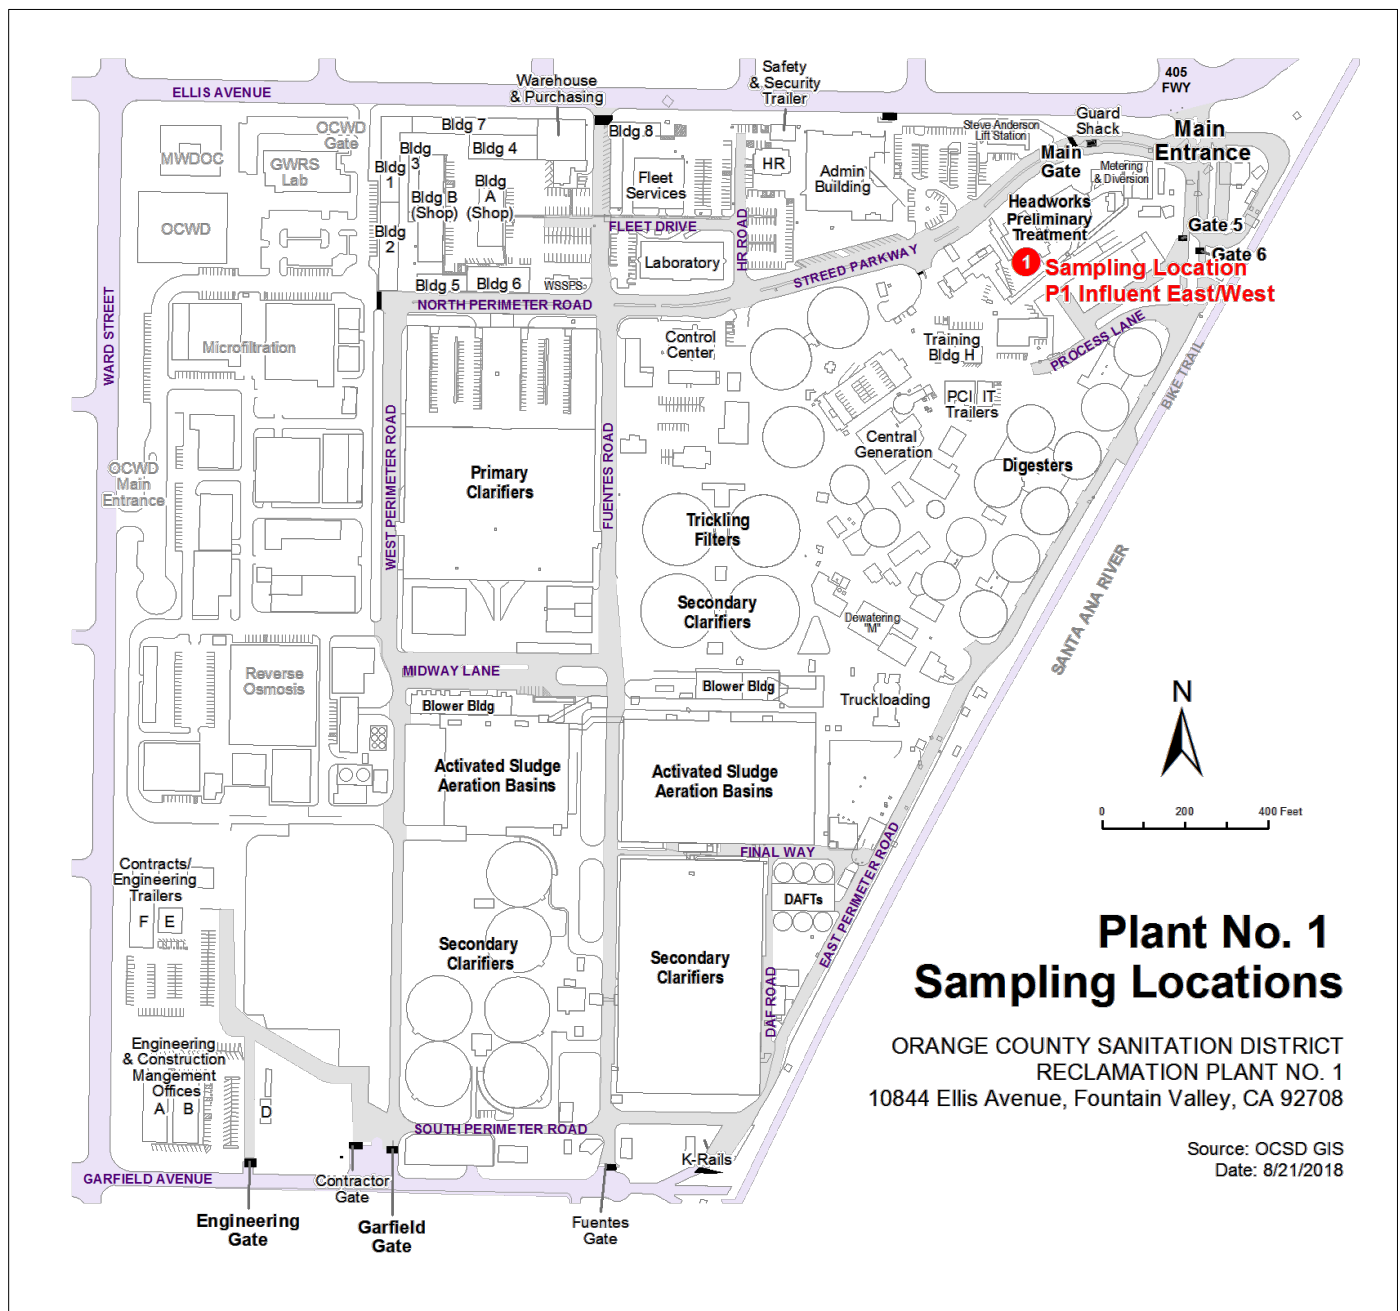 ELLIS AVENUE
Warehouse
& Purchasing
Safety
& Security
Trailer
405
FWY
Guard
Shack
Main
Entrance
Steve Anderson
Lift Station
Main
Gate
Metering
& Diversion
OCWD
Gate
MWDOC
GWRS
Lab
OCWD
Bldg 7
Bldg 4
Bldg
3
Bldg
1
Bldg B
(Shop)
Bldg
A
(Shop)
Bldg
2
Bldg 5
Bldg 6
WSSPS
Bldg 8
Fleet
Services
FLEET DRIVE
Laboratory
HR
HR ROAD
Admin
Building
Headworks
Preliminary
Treatment
Gate 5
Gate 6
1
Sampling Location
P1 Influent East/West
STREED PARKWAY
NORTH PERIMETER ROAD
WARD STREET
Microfiltration
Control
Center
Training
Bldg H
PROCESS LANE
BIKE TRAIL
PCI
IT
Trailers
Central
Generation
Digesters
OCWD
Main
Entrance
WEST PERIMETER ROAD
Primary
Clarifiers
FUENTES ROAD
Trickling
Filters
Secondary
Clarifiers
Dewatering
"M"
SANTA ANA RIVER
Reverse
Osmosis
MIDWAY LANE
Blower Bldg
Blower Bldg
Truckloading
N
Activated Sludge
Aeration Basins
Activated Sludge
Aeration Basins
0
200
400 Feet
FINAL WAY
DAFTs
EAST PERIMETER ROAD
DAF ROAD
Contracts/
Engineering
Trailers
F
E
Secondary
Clarifiers
Secondary
Clarifiers
Engineering
& Construction
Mangement
Offices
A
B
D
SOUTH PERIMETER ROAD
K-Rails
GARFIELD AVENUE
Contractor
Gate
Engineering
Gate
Garfield
Gate
Fuentes
Gate
Plant No. 1
Sampling Locations
ORANGE COUNTY SANITATION DISTRICT
RECLAMATION PLANT NO. 1
10844 Ellis Avenue, Fountain Valley, CA 92708
Source: OCSD GIS
Date: 8/21/2018